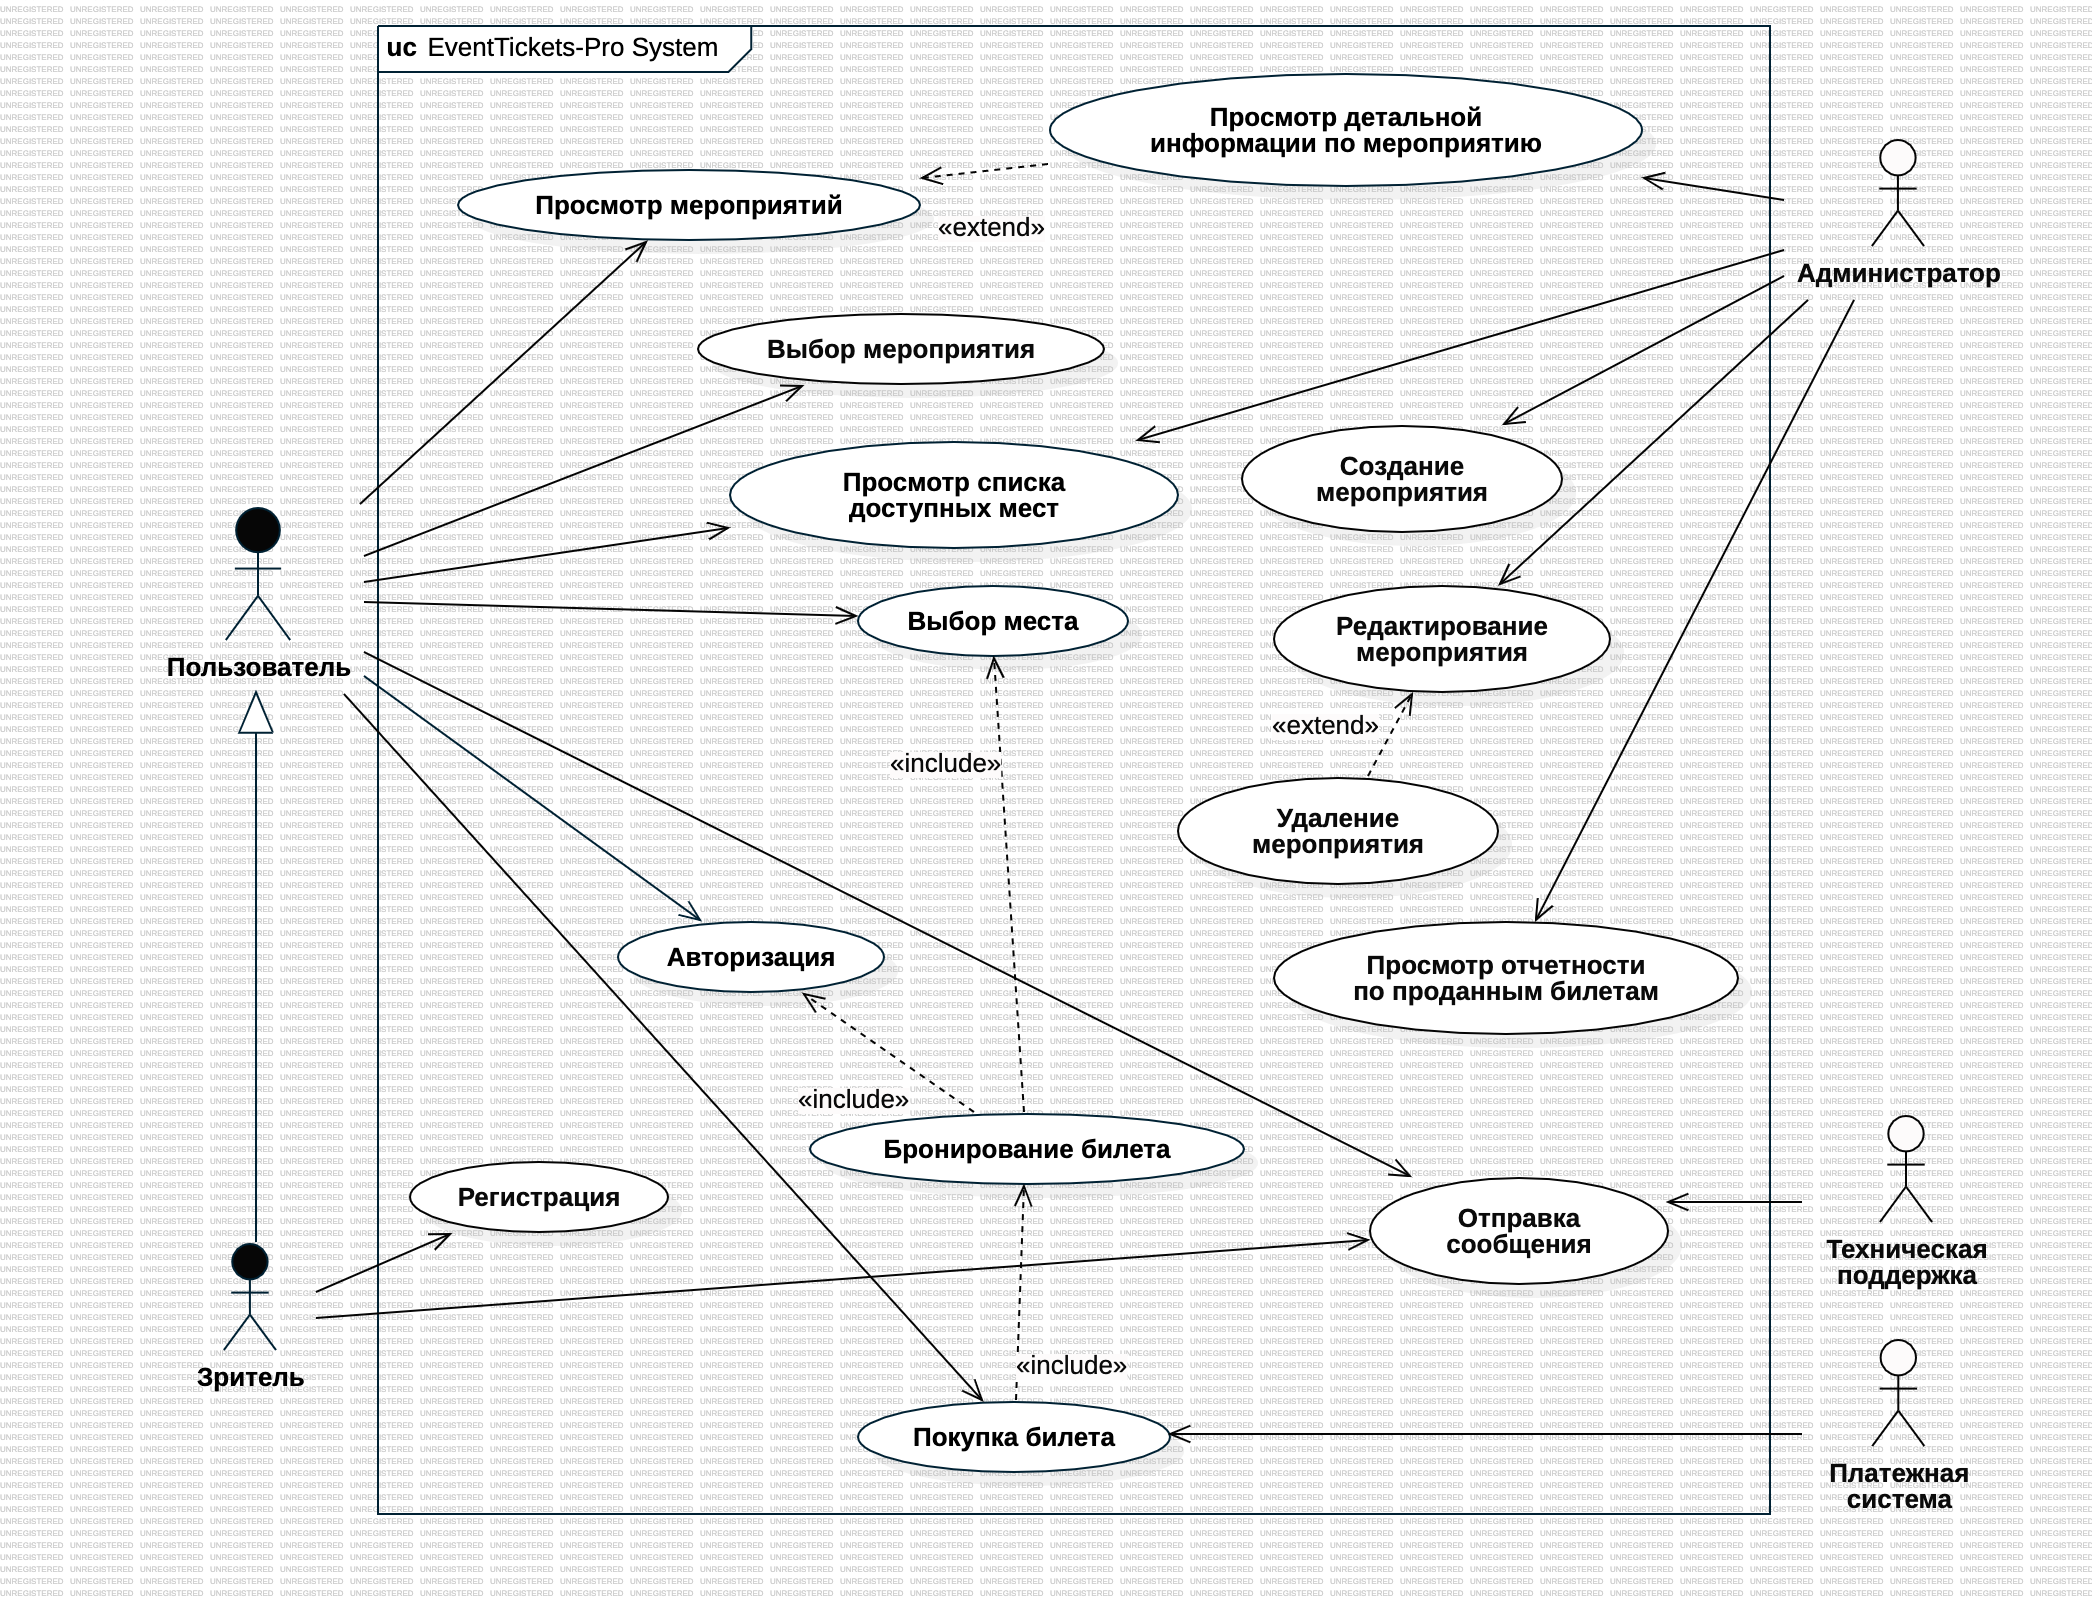 uc EventTickets-Pro System
Просмотр детальной
информации по мероприятию
Просмотр мероприятий
«extend»
Администратор
Выбор мероприятия
Просмотр списка
доступных мест
Создание
мероприятия
Выбор места
Редактирование
мероприятия
Пользователь
«extend»
«include»
Удаление
мероприятия
Авторизация
Просмотр отчетности
по проданным билетам
«include»
Бронирование билета
Регистрация
Отправка
сообщения
Техническая
поддержка
Зритель
«include»
Покупка билета
Платежная
система
UNREGISTERED